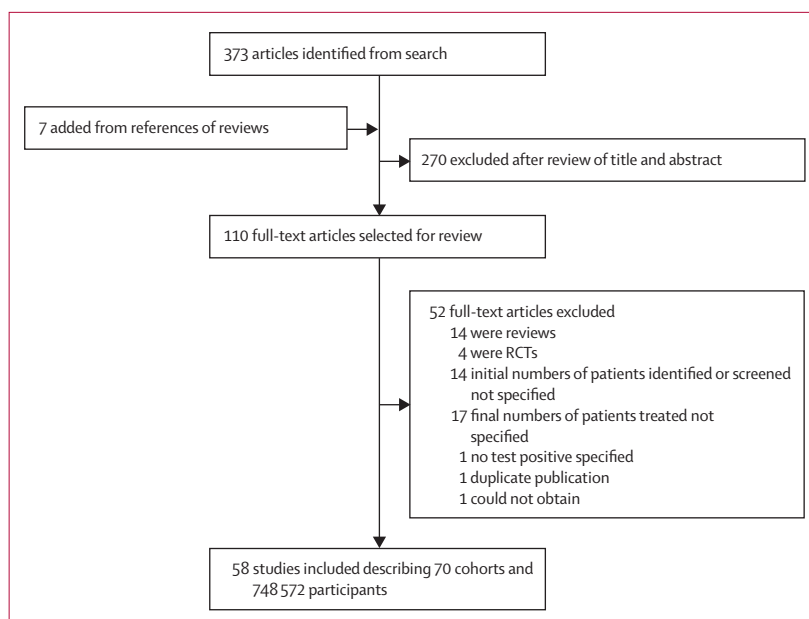 373 articles identified from search
7 added from references of reviews
270 excluded after review of title and abstract
110 full-text articles selected for review
52 full-text articles excluded
14 were reviews
4 were RCTs
14 initial numbers of patients identified or screened
not specified
17 final numbers of patients treated not
specified
1 no test positive specified
1 duplicate publication
1 could not obtain
58 studies included describing 70 cohorts and
748 572 participants